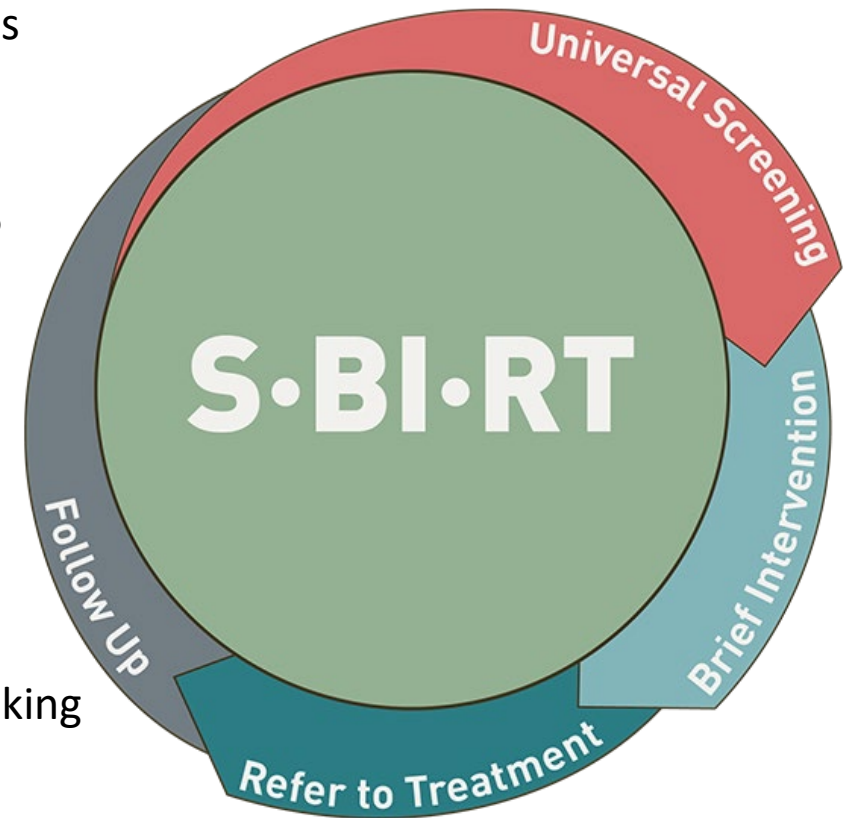 s
Universal Screening
S•BI•RT
Brief Intervention
Follow Up
king
Refer to Treatment